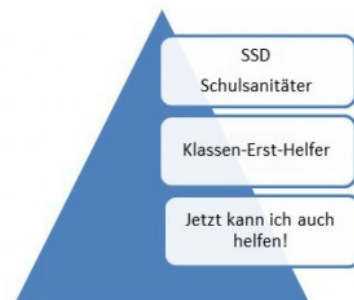 SSD
Schulsanitäter
Klassen-Erst-Helfer
Jetzt kann ich auch
helfen!